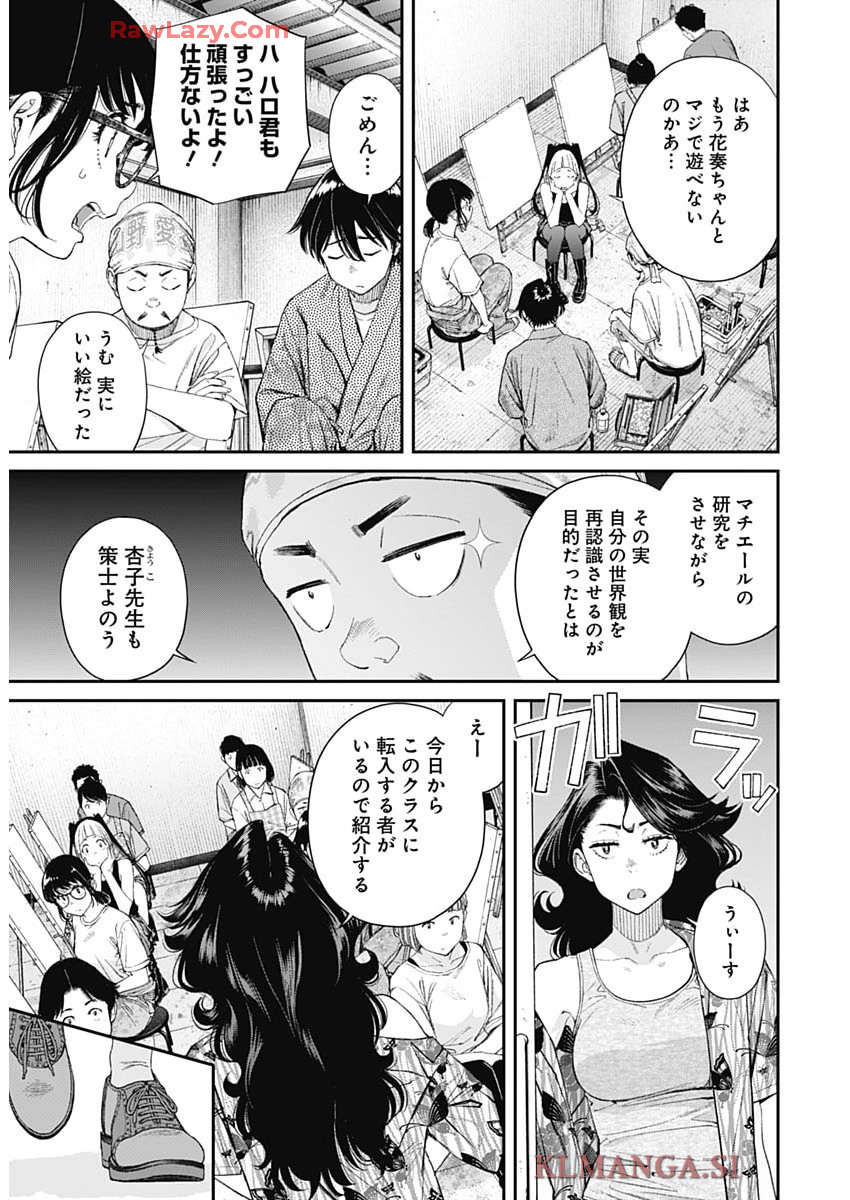 RawLazy.Com
はあ
もう花奏ちゃんと
マジで遊べない
のかあ…
ごめん…
ハ ハロ君も
すっごい
頑張ったよ!
仕方ないよ!
うむ 実に
いい絵だった
マチエールの
研究を
させながら
その実
自分の世界観を
再認識させるのが
目的だったとは
杏子先生も
きょうこ
策士よのう
ガラッ
うぃーす
えー
今日から
このクラスに
転入する者が
いるので紹介する
KLMANGA.SI